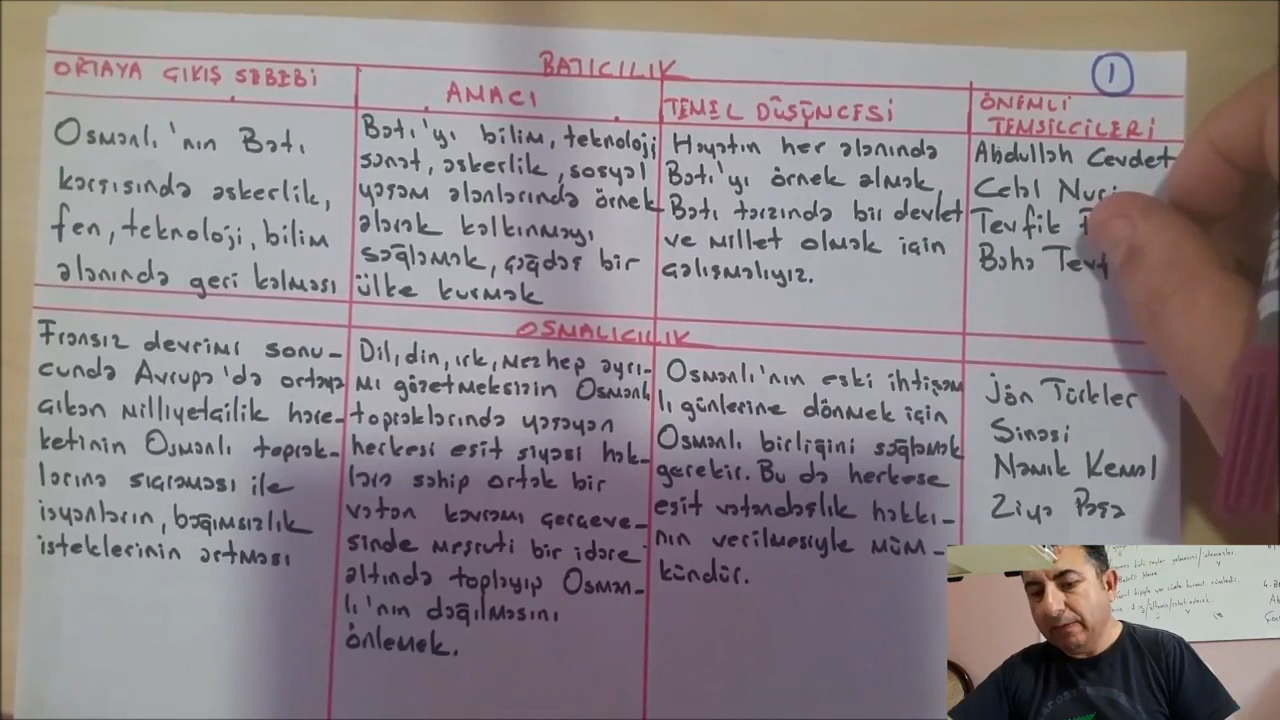 BATICILIK
1
ORTAYA ÇIKIŞ SEBEBİ
Osmanlı'nın Batı
karşısında askerlik,
fen, teknoloji, bilim
alanında geri kalması
AMACI
Batı'yı bilim, teknoloji
sanat, askerlik, sosyal
yaşam alanlarında örnek
alarak kalkınmayı
sağlamak, çağdaş bir
ülke kurmak
TEMEL DÜŞÜNCESİ
Hayatın her alanında
Batı'yı örnek almak,
Batı tarzında bir devlet
ve millet olmak için
çalışmalıyız.
ÖNEMLİ
TEMSİLCİLERİ
Abdullah Cevdet
Celal
Tevfik
Baha
OSMALICILIK
Fransız devrimi sonu-
cunda Avrupa'da ortaya
çıkan milliyetçilik hare-
ketinin Osmanlı toprak-
larına sıçraması ile
isyanların, bağımsızlık
isteklerinin artması
Dil, din, ırk, mezhep ayrı-
mı gözetmeksizin Osmanlı
topraklarında yaşayan
herkesi eşit siyasi hak-
lara sahip ortak bir
vatan kavramı çerçeve-
sinde meşruti bir idare
altında toplayıp Osman-
lı'nın dağılmasını
önlemek.
Osmanlı'nın eski ihtişam
lı günlerine dönmek için
Osmanlı birliğini sağlamak
gerekir. Bu da herkese
eşit vatandaşlık hakkı-
nın verilmesiyle müm-
kündür.
Jön Türkler
Şinasi
Namık Kemal
Ziya Paşa